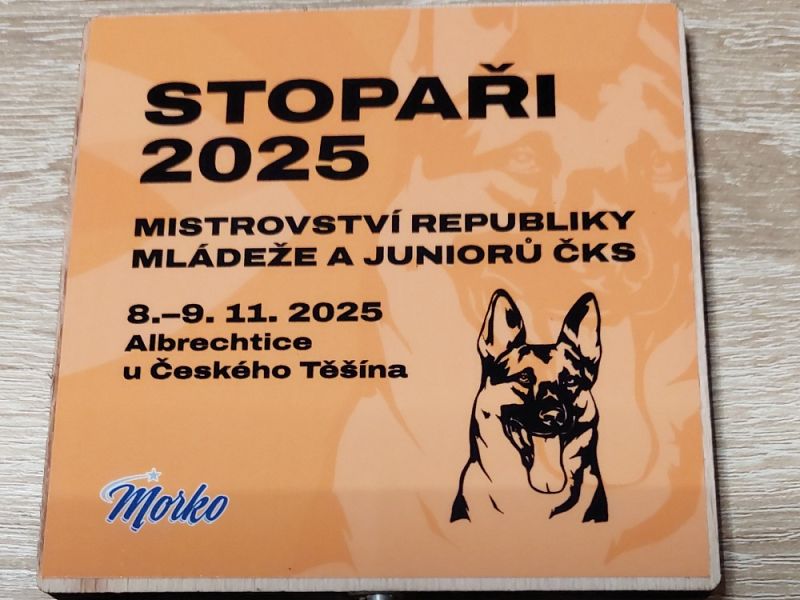 STOPAŘI
2025
MISTROVSTVÍ REPUBLIKY
MLÁDEŽE A JUNIORŮ ČKS
8.–9. 11. 2025
Albrechtice
u Českého Těšína
Morko